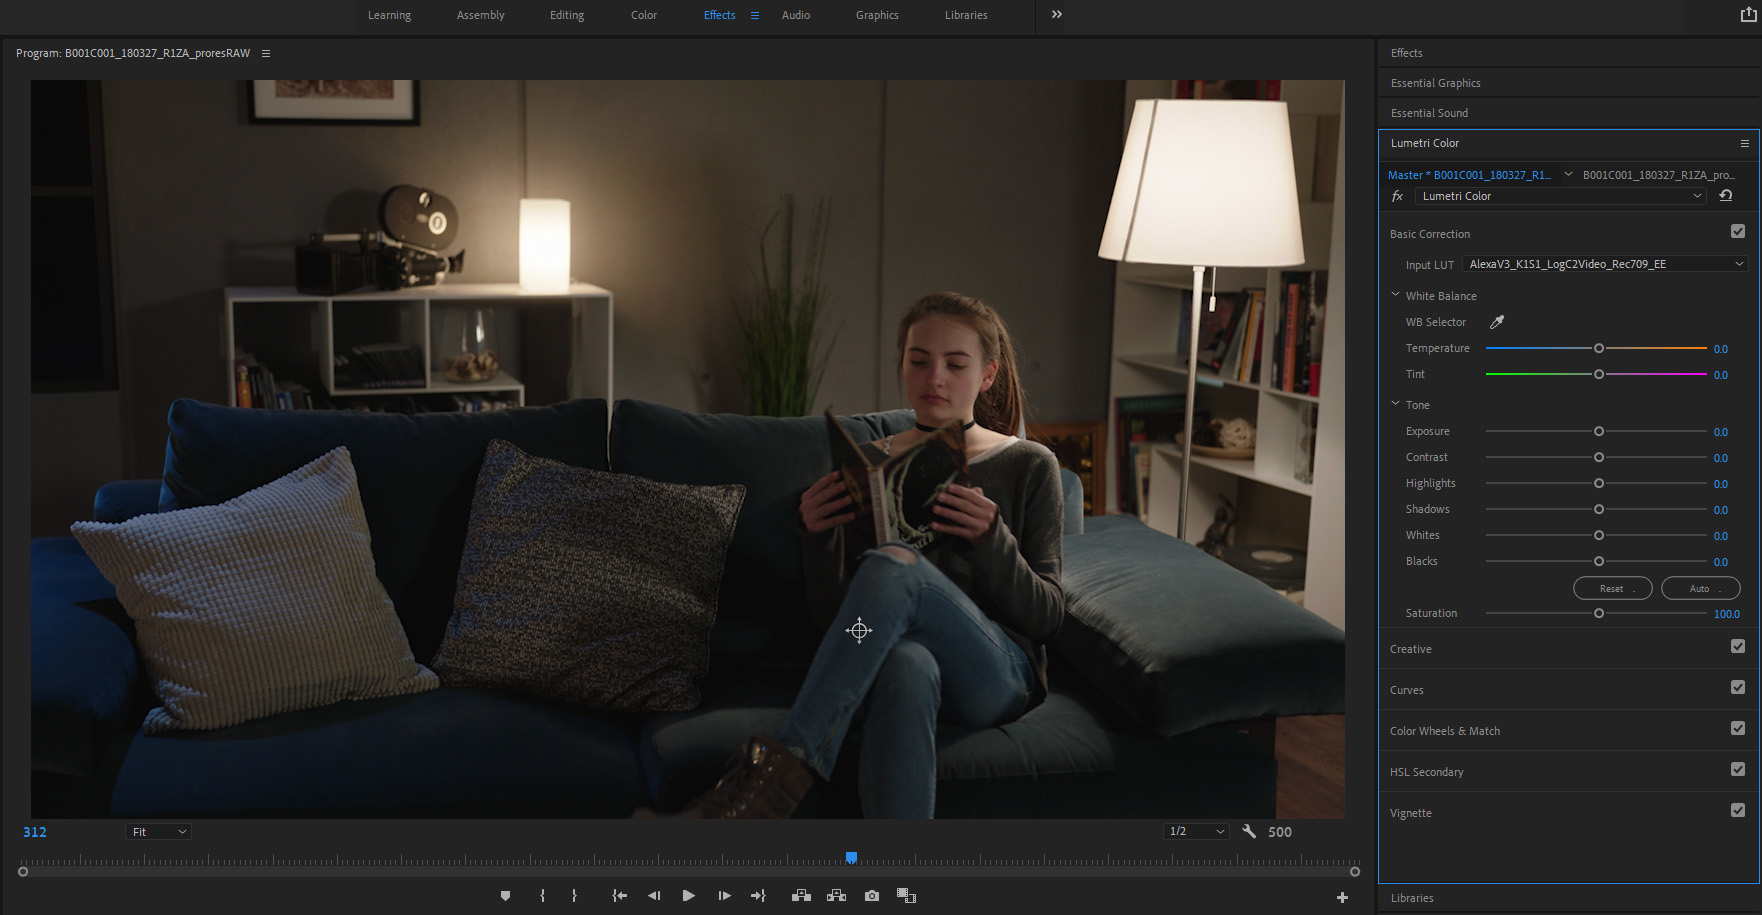 Learning Assembly Editing Color Effects Audio Graphics Libraries
Program: B001C001_180327_R1ZA_proresRAW
312 Fit 1/2 500
Effects
Essential Graphics
Essential Sound
Lumetri Color
Master * B001C001_180327_R1... B001C001_180327_R1ZA_pro...
fx Lumetri Color
Basic Correction
Input LUT AlexaV3_K1S1_LogC2Video_Rec709_EE
White Balance
WB Selector
Temperature 0.0
Tint 0.0
Tone
Exposure 0.0
Contrast 0.0
Highlights 0.0
Shadows 0.0
Whites 0.0
Blacks 0.0
Reset Auto
Saturation 100.0
Creative
Curves
Color Wheels & Match
HSL Secondary
Vignette
Libraries